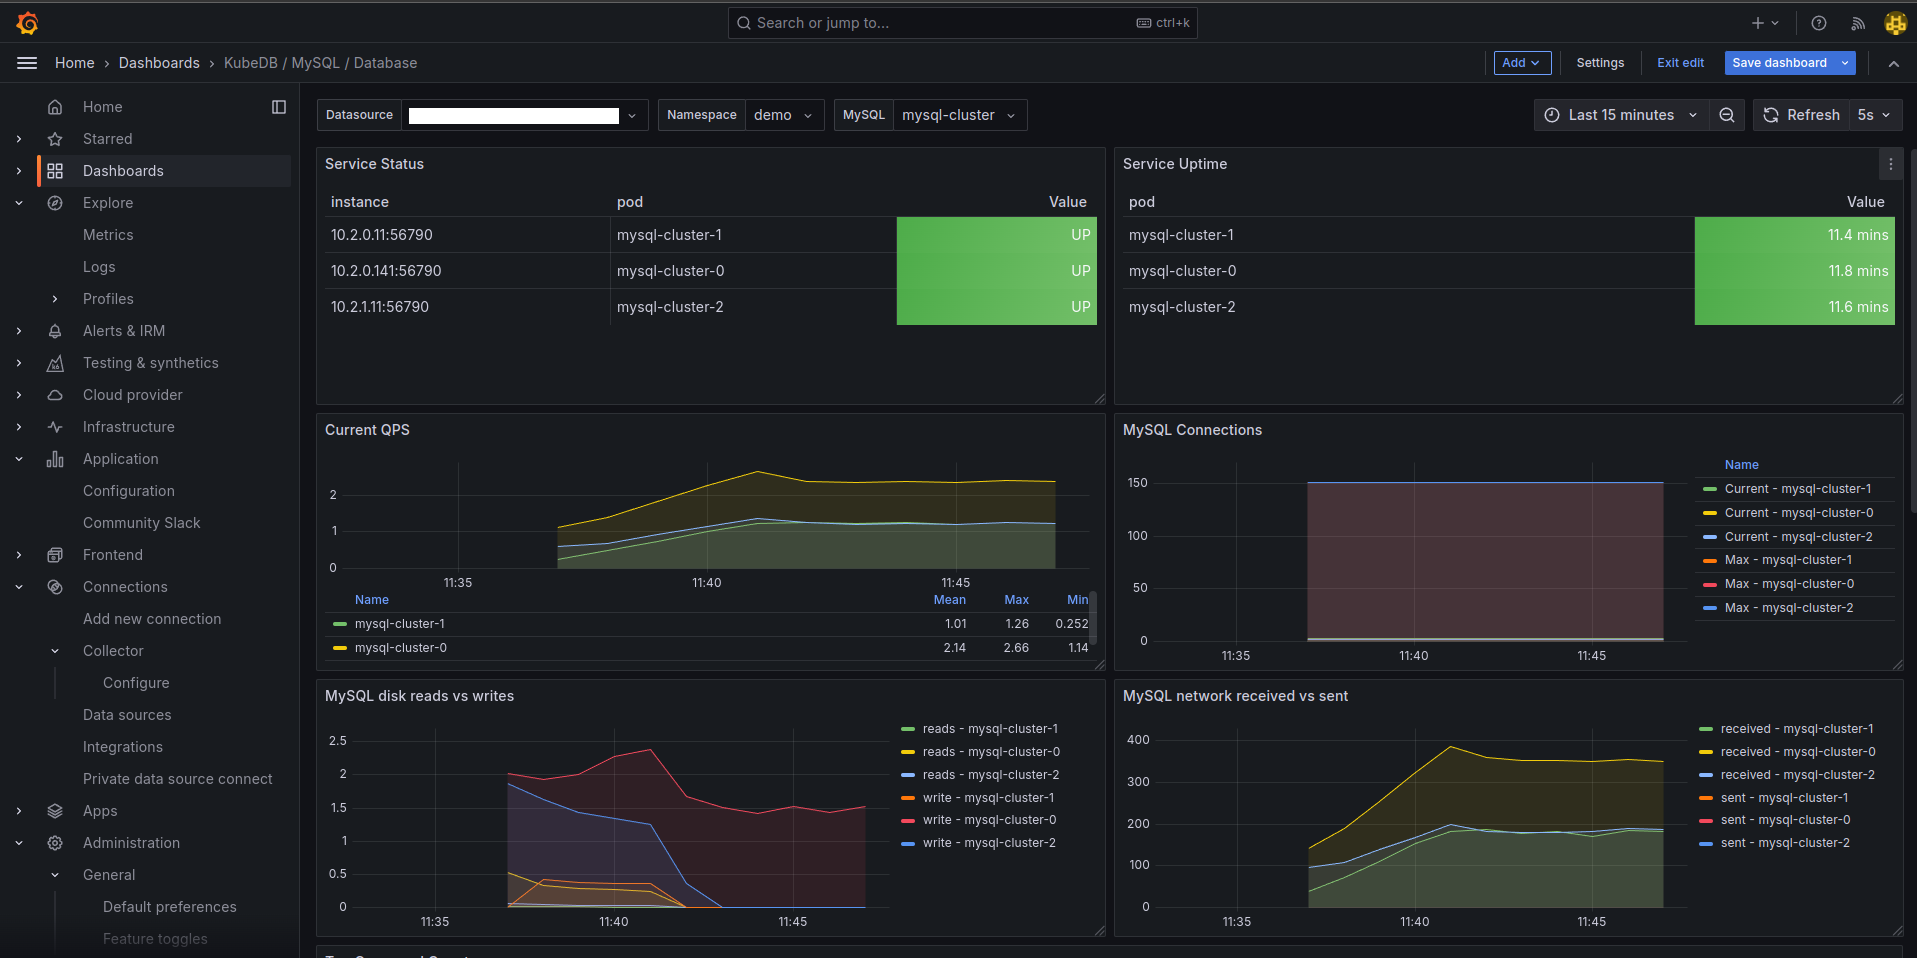 Search or jump to...
ctrl+k
Home › Dashboards › KubeDB / MySQL / Database
Add
Settings
Exit edit
Save dashboard
Home
Starred
Dashboards
Explore
Metrics
Logs
Profiles
Alerts & IRM
Testing & synthetics
Cloud provider
Infrastructure
Application
Configuration
Community Slack
Frontend
Connections
Add new connection
Collector
Configure
Data sources
Integrations
Private data source connect
Apps
Administration
General
Default preferences
Feature toggles
Datasource
Namespace demo
MySQL mysql-cluster
Last 15 minutes
Refresh 5s
Service Status
instance pod Value
10.2.0.11:56790 mysql-cluster-1 UP
10.2.0.141:56790 mysql-cluster-0 UP
10.2.1.11:56790 mysql-cluster-2 UP
Service Uptime
pod Value
mysql-cluster-1 11.4 mins
mysql-cluster-0 11.8 mins
mysql-cluster-2 11.6 mins
Current QPS
2
1
0
11:35 11:40 11:45
Name Mean Max Min
mysql-cluster-1 1.01 1.26 0.252
mysql-cluster-0 2.14 2.66 1.14
MySQL Connections
150
100
50
0
11:35 11:40 11:45
Name
Current - mysql-cluster-1
Current - mysql-cluster-0
Current - mysql-cluster-2
Max - mysql-cluster-1
Max - mysql-cluster-0
Max - mysql-cluster-2
MySQL disk reads vs writes
2.5
2
1.5
1
0.5
0
11:35 11:40 11:45
reads - mysql-cluster-1
reads - mysql-cluster-0
reads - mysql-cluster-2
write - mysql-cluster-1
write - mysql-cluster-0
write - mysql-cluster-2
MySQL network received vs sent
400
300
200
100
0
11:35 11:40 11:45
received - mysql-cluster-1
received - mysql-cluster-0
received - mysql-cluster-2
sent - mysql-cluster-1
sent - mysql-cluster-0
sent - mysql-cluster-2